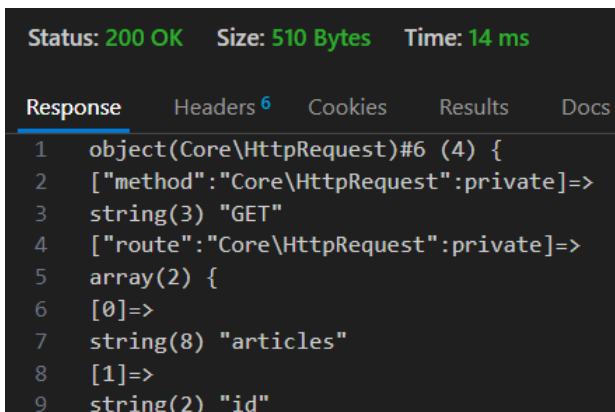 Status: 200 OK Size: 510 Bytes Time: 14 ms
Response Headers 6 Cookies Results Docs
1 object(Core\HttpRequest)#6 (4) {
2 ["method":"Core\HttpRequest":private]=>
3 string(3) "GET"
4 ["route":"Core\HttpRequest":private]=>
5 array(2) {
6 [0]=>
7 string(8) "articles"
8 [1]=>
9 string(2) "id"